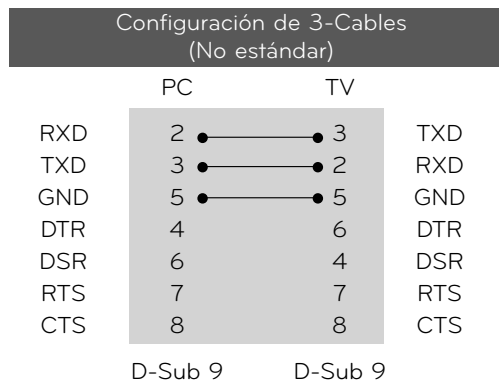 Configuración de 3-Cables
(No estándar)
PC TV
RXD 2 3 TXD
TXD 3 2 RXD
GND 5 5 GND
DTR 4 6 DTR
DSR 6 4 DSR
RTS 7 7 RTS
CTS 8 8 CTS
D-Sub 9 D-Sub 9